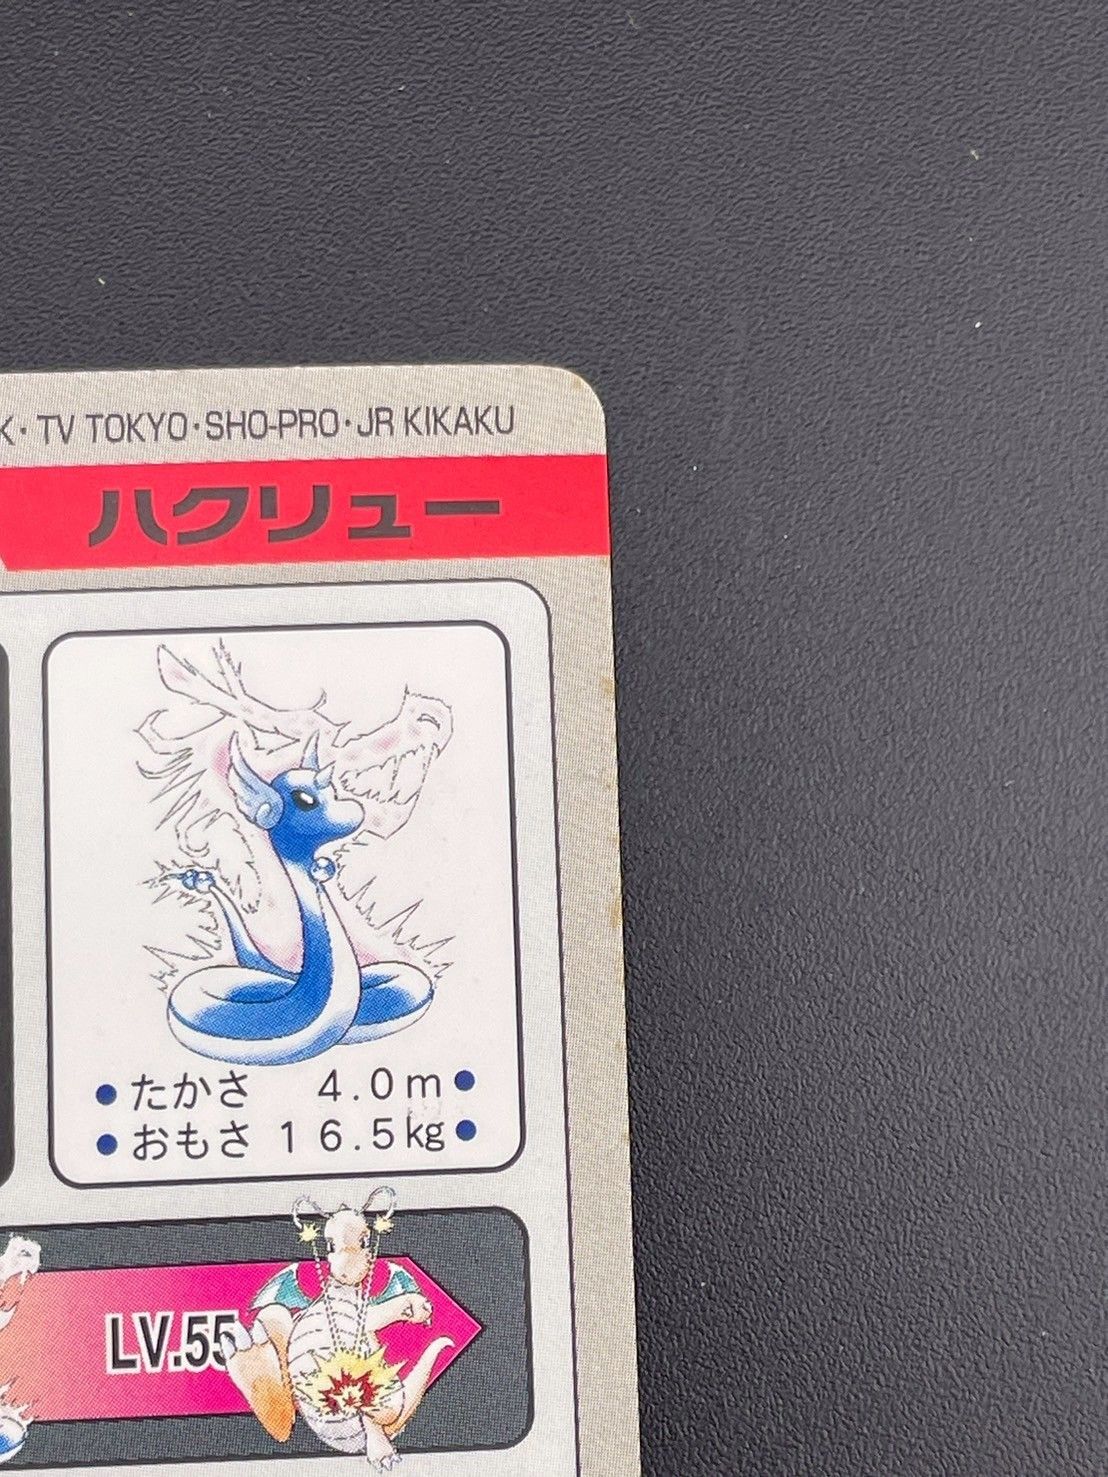 K・TV TOKYO・SHO-PRO・JR KIKAKU
ハクリュー
●たかさ 4.0m●
●おもさ 16.5kg●
LV.55